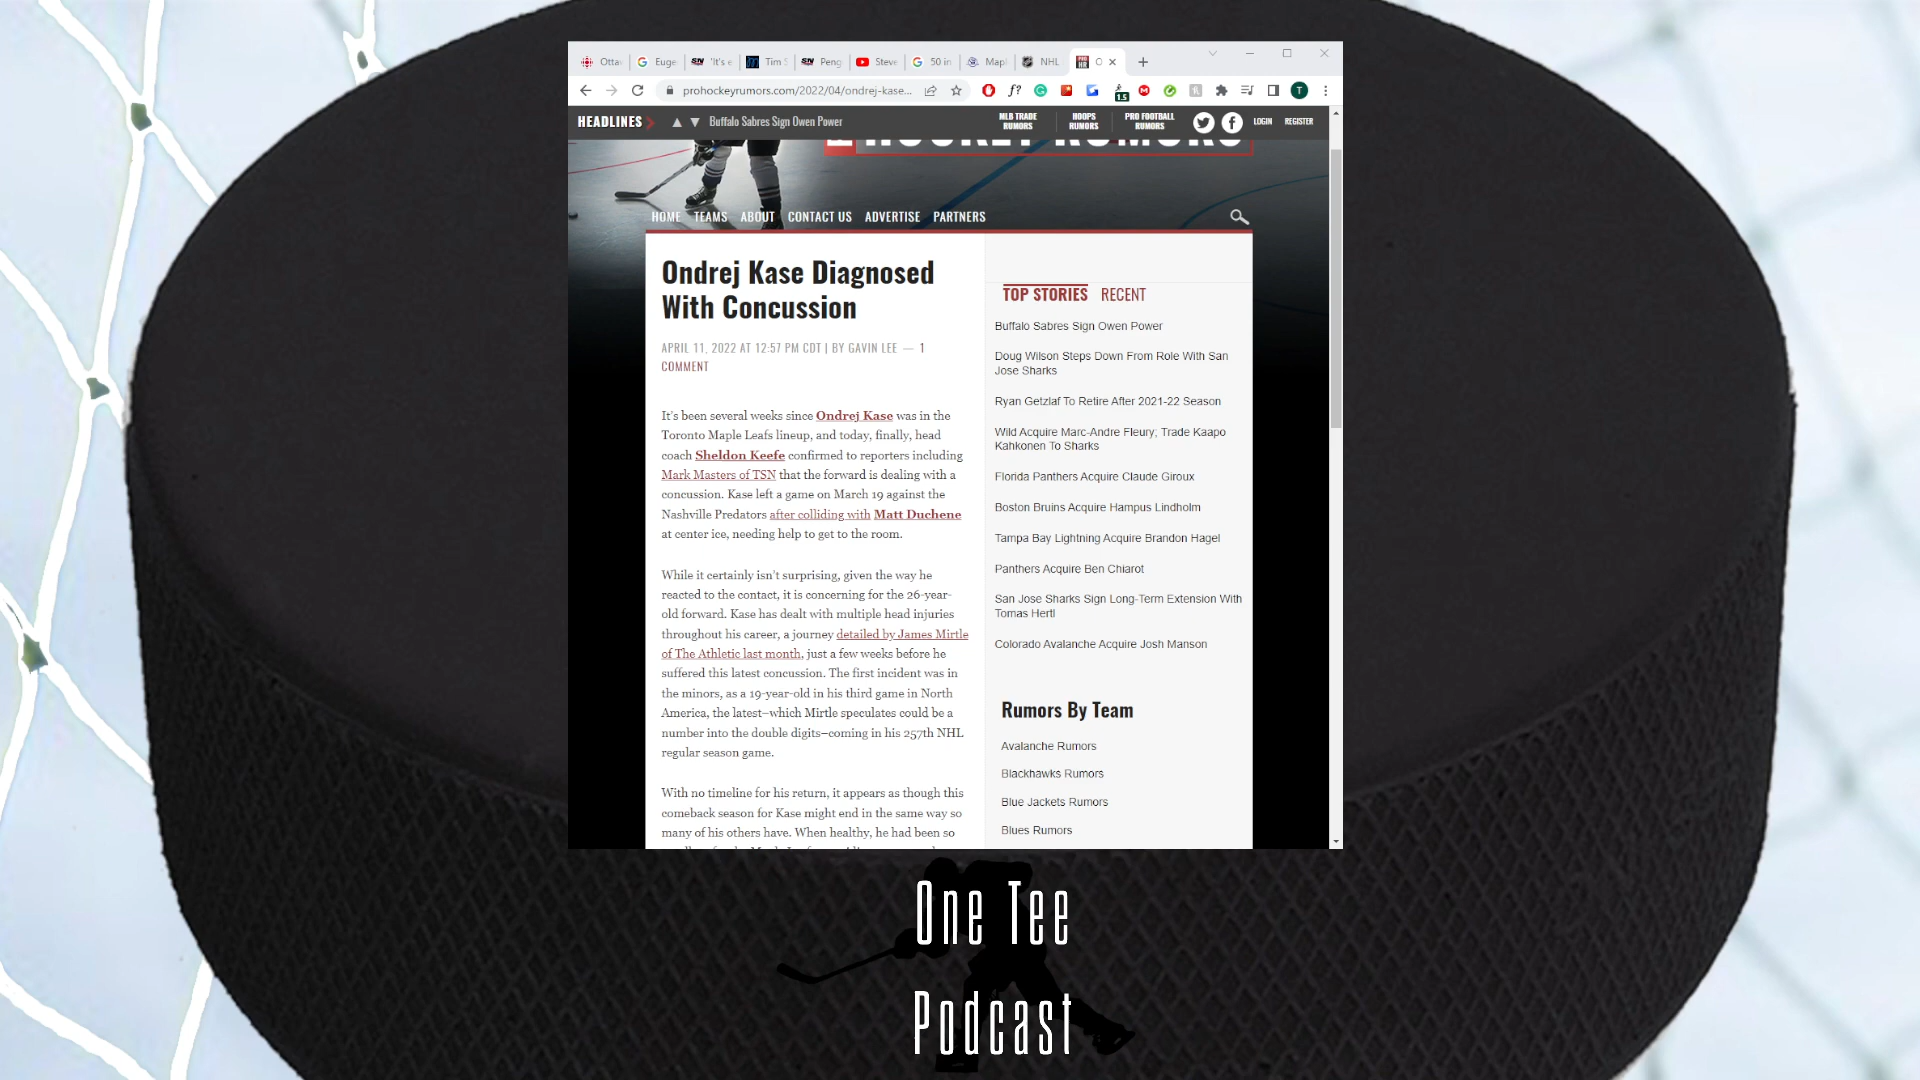 Ottav
Euge
'It's e
Tim S
Peng
Steve
50 in
Mapl
NHL
O
prohockeyrumors.com/2022/04/ondrej-kase...
1.5
T
HEADLINES
Buffalo Sabres Sign Owen Power
MLB TRADE
RUMORS
HOOPS
RUMORS
PRO FOOTBALL
RUMORS
LOGIN
REGISTER
HOCKEY RUMORS
HOME TEAMS ABOUT CONTACT US ADVERTISE PARTNERS
Ondrej Kase Diagnosed
With Concussion
APRIL 11, 2022 AT 12:57 PM CDT | BY GAVIN LEE — 1
COMMENT
It's been several weeks since Ondrej Kase was in the
Toronto Maple Leafs lineup, and today, finally, head
coach Sheldon Keefe confirmed to reporters including
Mark Masters of TSN that the forward is dealing with a
concussion. Kase left a game on March 19 against the
Nashville Predators after colliding with Matt Duchene
at center ice, needing help to get to the room.
While it certainly isn't surprising, given the way he
reacted to the contact, it is concerning for the 26-year-
old forward. Kase has dealt with multiple head injuries
throughout his career, a journey detailed by James Mirtle
of The Athletic last month, just a few weeks before he
suffered this latest concussion. The first incident was in
the minors, as a 19-year-old in his third game in North
America, the latest–which Mirtle speculates could be a
number into the double digits–coming in his 257th NHL
regular season game.
With no timeline for his return, it appears as though this
comeback season for Kase might end in the same way so
many of his others have. When healthy, he had been so
TOP STORIES RECENT
Buffalo Sabres Sign Owen Power
Doug Wilson Steps Down From Role With San
Jose Sharks
Ryan Getzlaf To Retire After 2021-22 Season
Wild Acquire Marc-Andre Fleury; Trade Kaapo
Kahkonen To Sharks
Florida Panthers Acquire Claude Giroux
Boston Bruins Acquire Hampus Lindholm
Tampa Bay Lightning Acquire Brandon Hagel
Panthers Acquire Ben Chiarot
San Jose Sharks Sign Long-Term Extension With
Tomas Hertl
Colorado Avalanche Acquire Josh Manson
Rumors By Team
Avalanche Rumors
Blackhawks Rumors
Blue Jackets Rumors
Blues Rumors
One Tee
Podcast